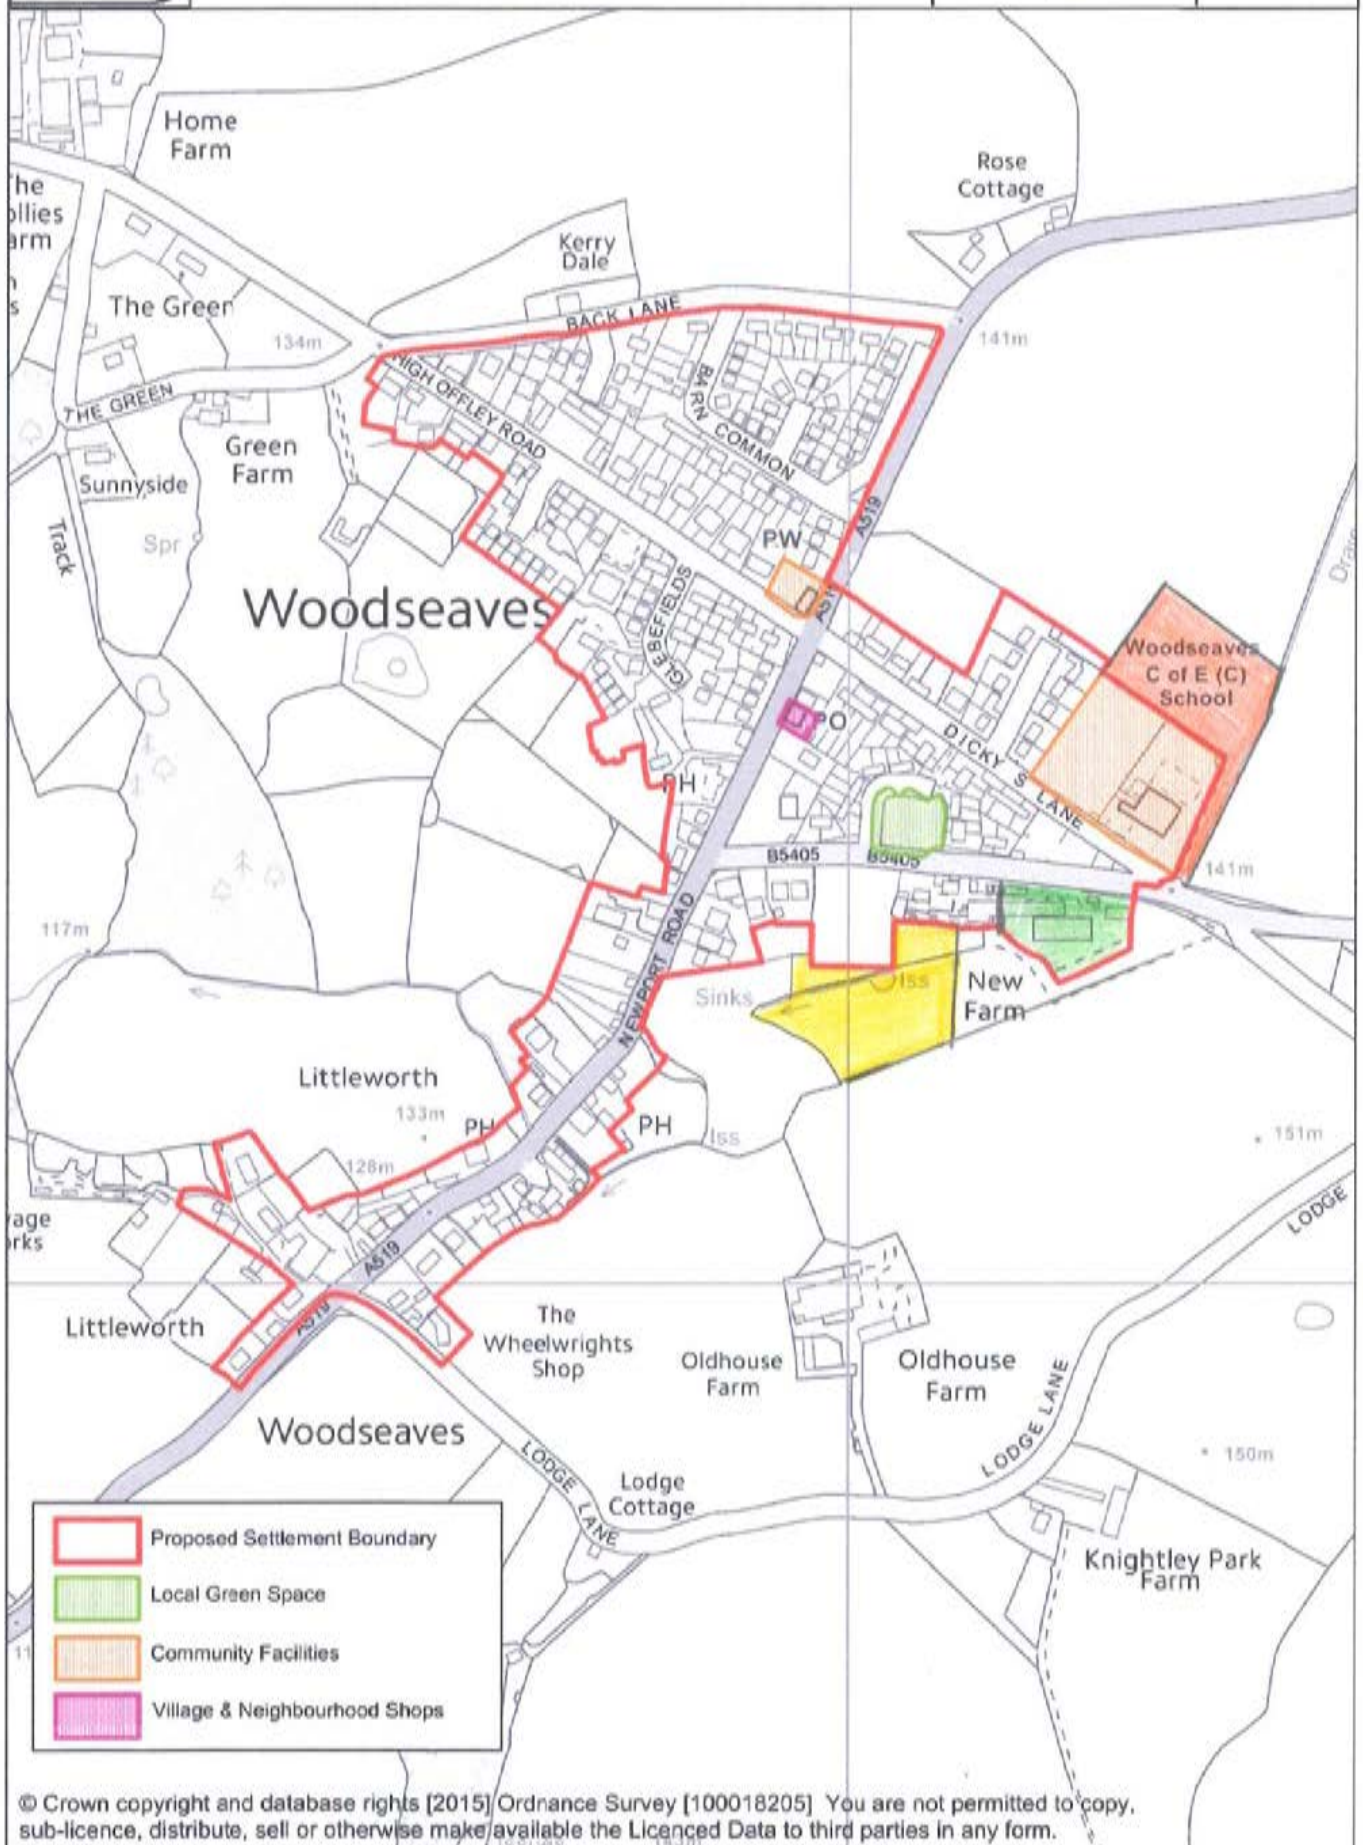 Home
Farm
Rose
Cottage
Kerry
Dale
The Green
BACK LANE
134m
141m
HIGH OFFLEY ROAD
BARN
COMMON
THE GREEN
Green
Farm
Sunnyside
Track
Spr
A519
PW
Drain
Woodseaves
GLEBEFIELDS
A519
Woodseaves
C of E (C)
School
PO
DICKY'S LANE
PH
B5405
B5405
141m
117m
NEWPORT ROAD
Sinks
Iss
New
Farm
Littleworth
133m
PH
PH
Iss
151m
128m
LODGE
A519
Littleworth
A519
The
Wheelwrights
Shop
Oldhouse
Farm
Oldhouse
Farm
Woodseaves
LODGE LANE
LODGE LANE
150m
Lodge
Cottage
Knightley Park
Farm
Proposed Settlement Boundary
Local Green Space
Community Facilities
Village & Neighbourhood Shops
© Crown copyright and database rights [2015] Ordnance Survey [100018205] You are not permitted to copy,
sub-licence, distribute, sell or otherwise make available the Licenced Data to third parties in any form.